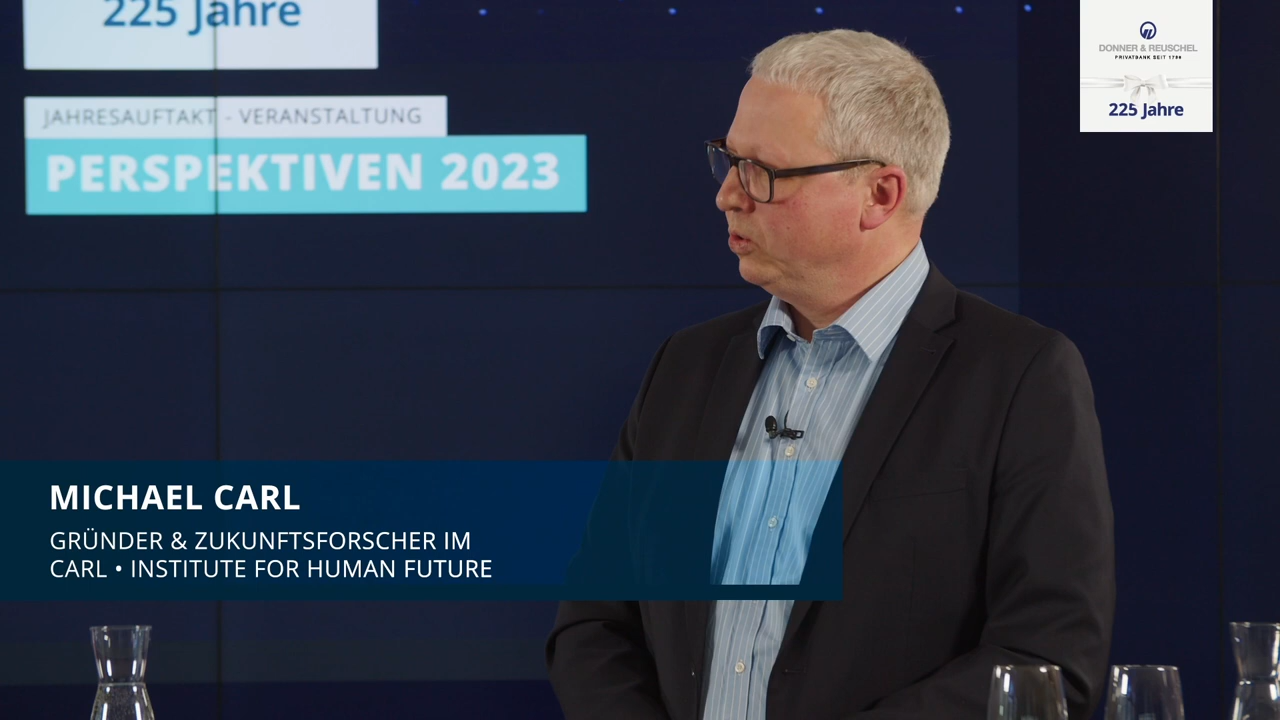 225 Jahre
JAHRESAUFTAKT - VERANSTALTUNG
PERSPEKTIVEN 2023
DONNER & REUSCHEL
PRIVATBANK SEIT 1798
225 Jahre
MICHAEL CARL
GRÜNDER & ZUKUNFTSFORSCHER IM
CARL • INSTITUTE FOR HUMAN FUTURE